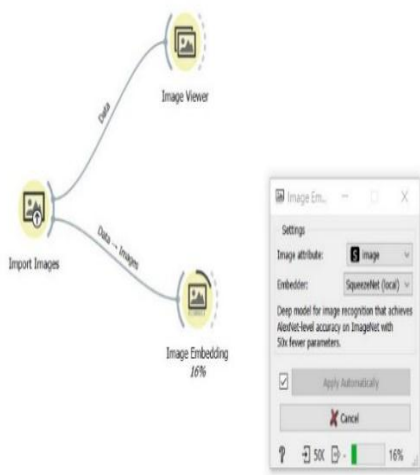 Image Viewer
Data
Import Images
Data → Images
Image Embedding
16%
Image Em...
Settings
Image attribute: S image
Embedder: SqueezeNet (local)
Deep model for image recognition that achieves
AlexNet-level accuracy on ImageNet with
50x fewer parameters.
Apply Automatically
Cancel
? 500 - 16%